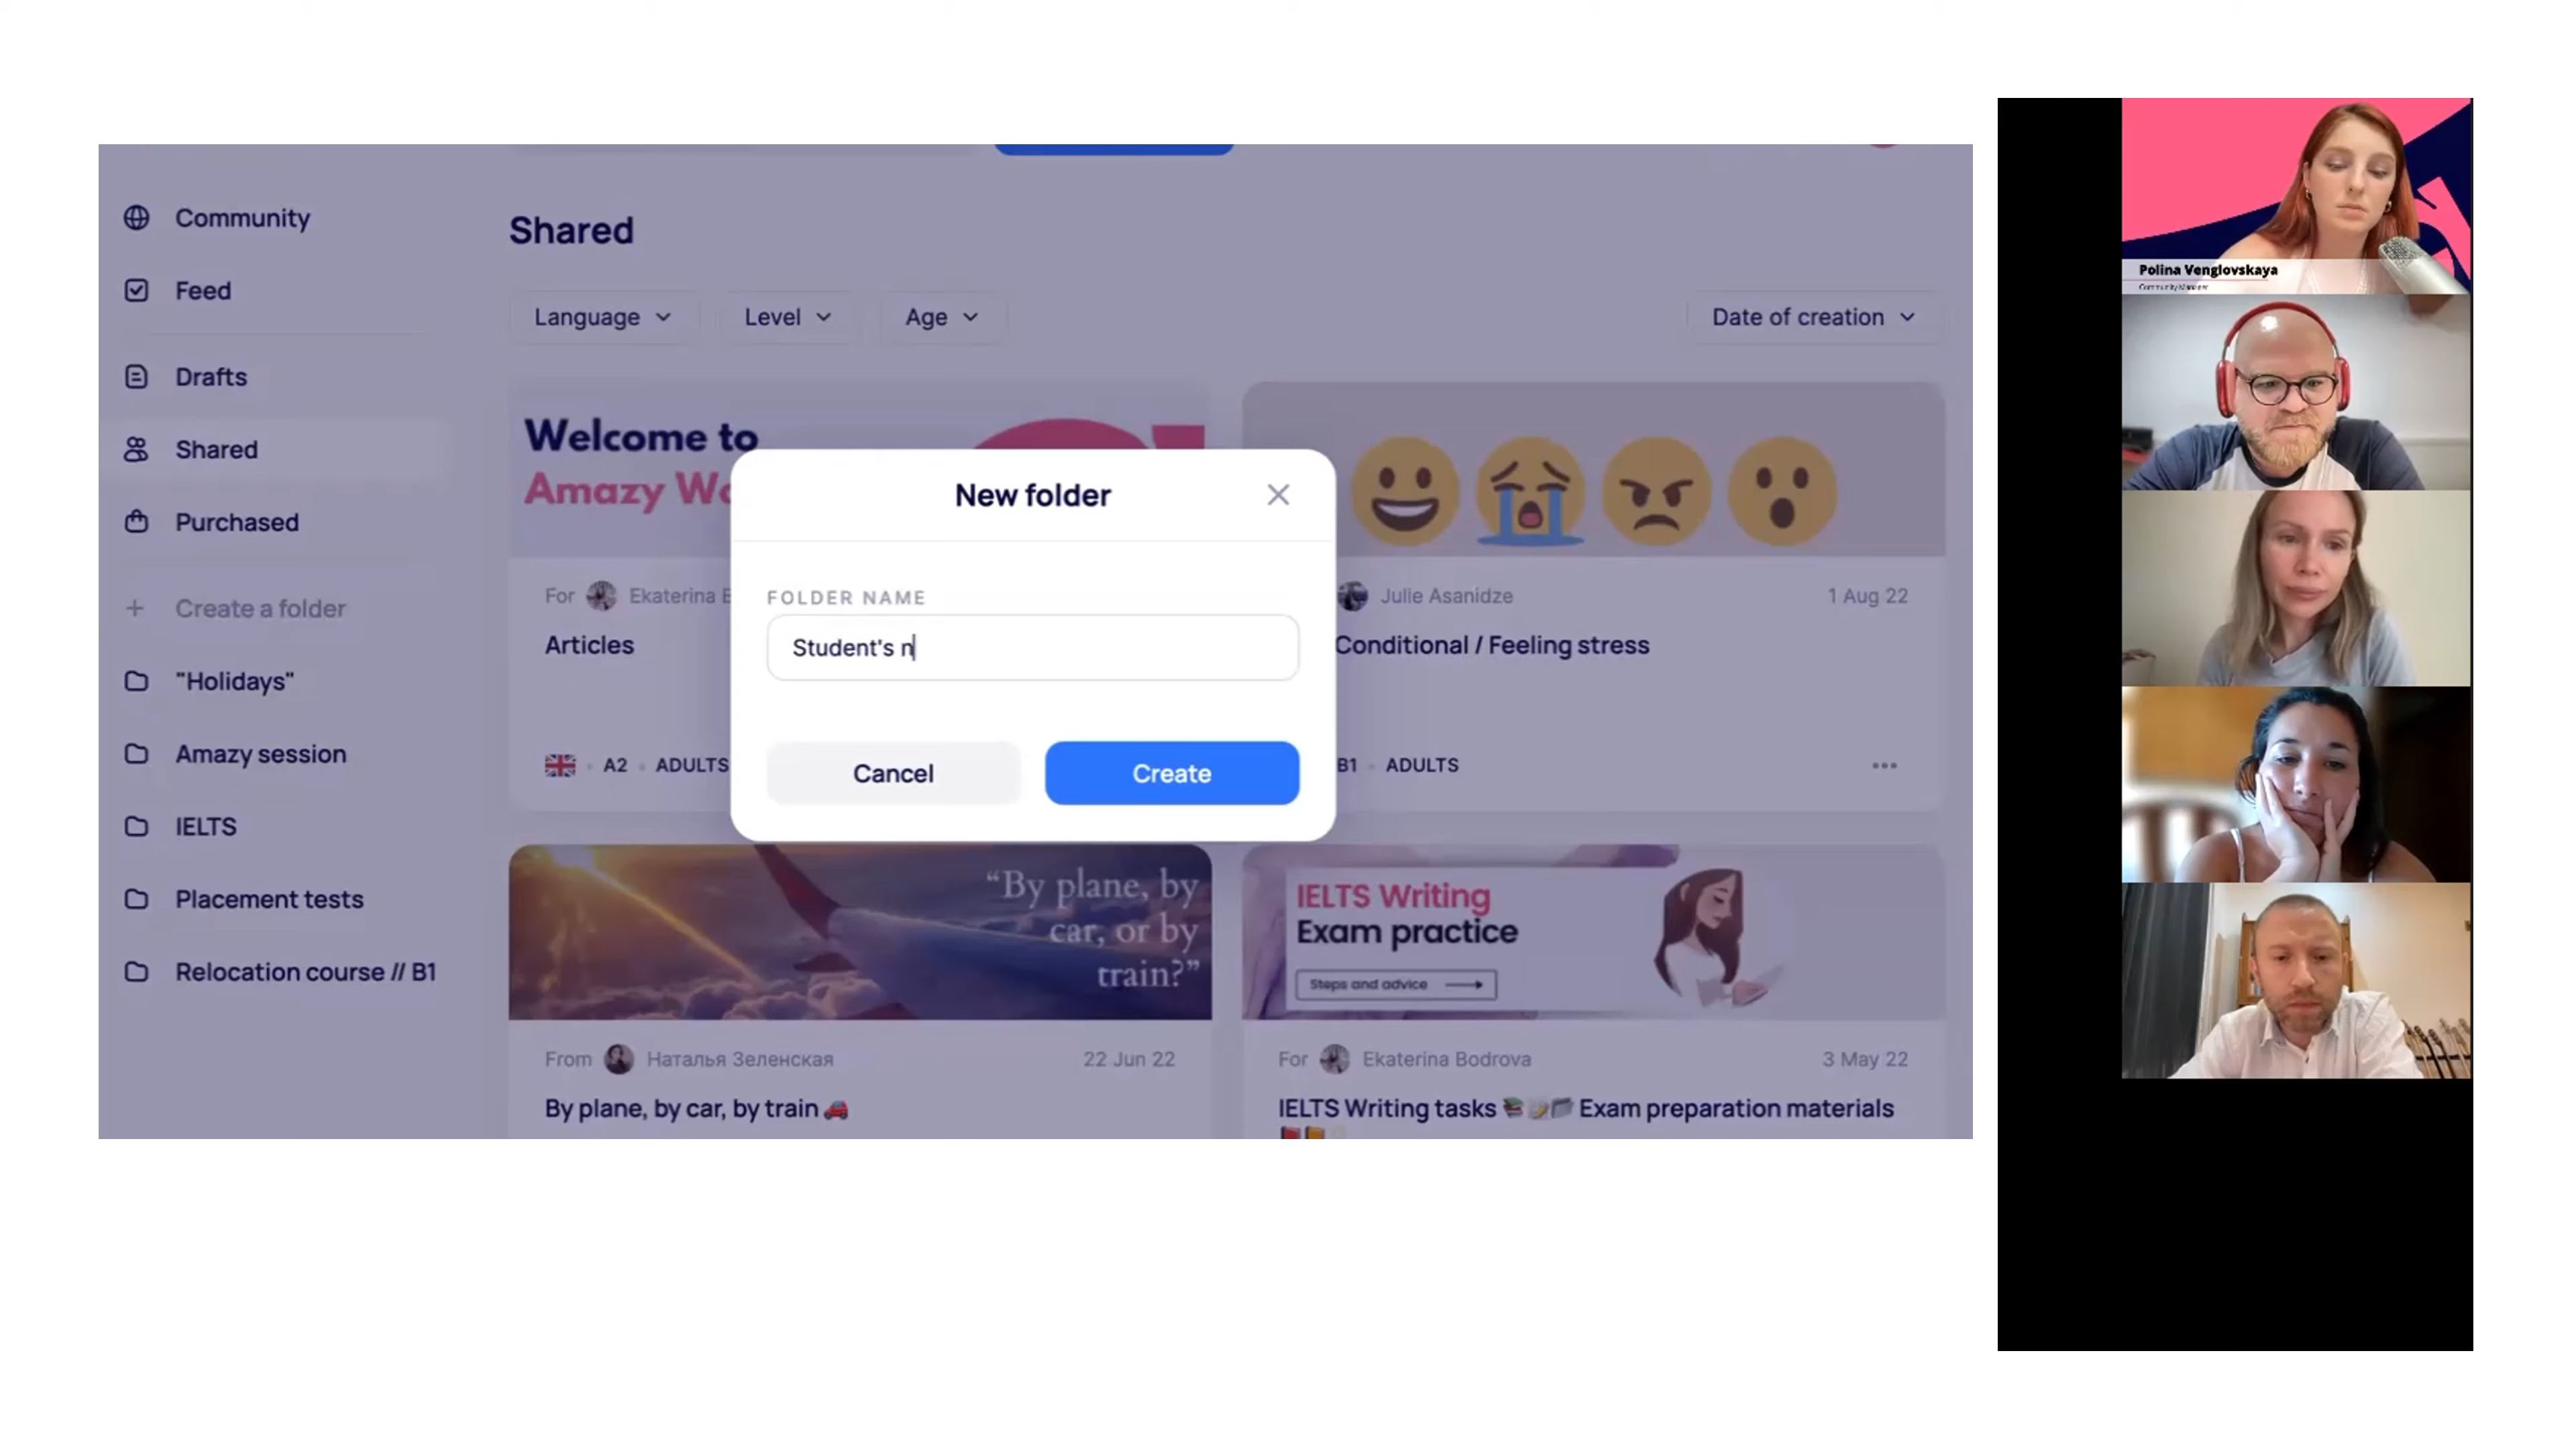 Community
Feed
Drafts
Shared
Purchased
Create a folder
"Holidays"
Amazy session
IELTS
Placement tests
Relocation course // B1
Shared
Language
Level
Age
Date of creation
Welcome to
Amazy Wo
For Ekaterina
Articles
A2 ADULTS
New folder
FOLDER NAME
Student's n
Cancel
Create
Julie Asanidze 1 Aug 22
Conditional / Feeling stress
B1 ADULTS
“By plane, by
car, or by
train?”
From Наталья Зеленская 22 Jun 22
By plane, by car, by train
IELTS Writing
Exam practice
Steps and advice
For Ekaterina Bodrova 3 May 22
IELTS Writing tasks Exam preparation materials
Polina Venglovskaya
Community Manager